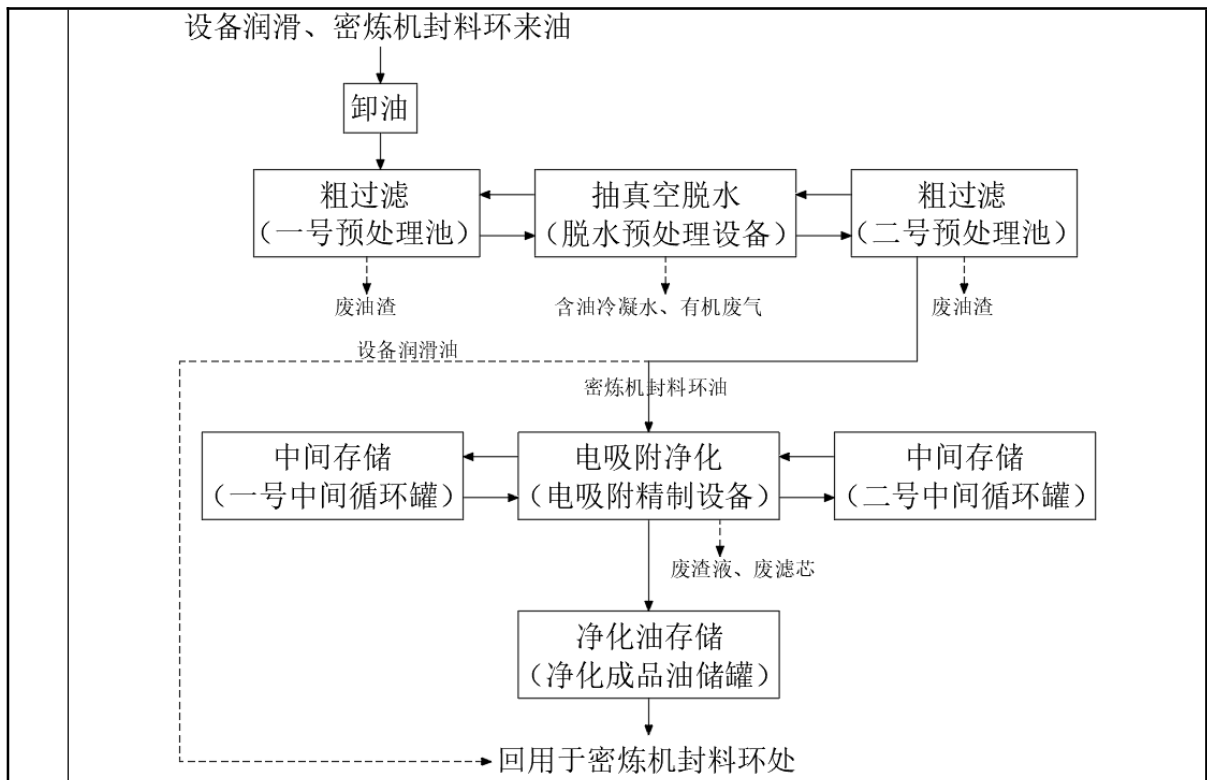 设备润滑、密炼机封料环来油
卸油
粗过滤
（一号预处理池）
抽真空脱水
（脱水预处理设备）
粗过滤
（二号预处理池）
废油渣
含油冷凝水、有机废气
废油渣
设备润滑油
密炼机封料环油
中间存储
（一号中间循环罐）
电吸附净化
（电吸附精制设备）
中间存储
（二号中间循环罐）
废渣液、废滤芯
净化油存储
（净化成品油储罐）
回用于密炼机封料环处